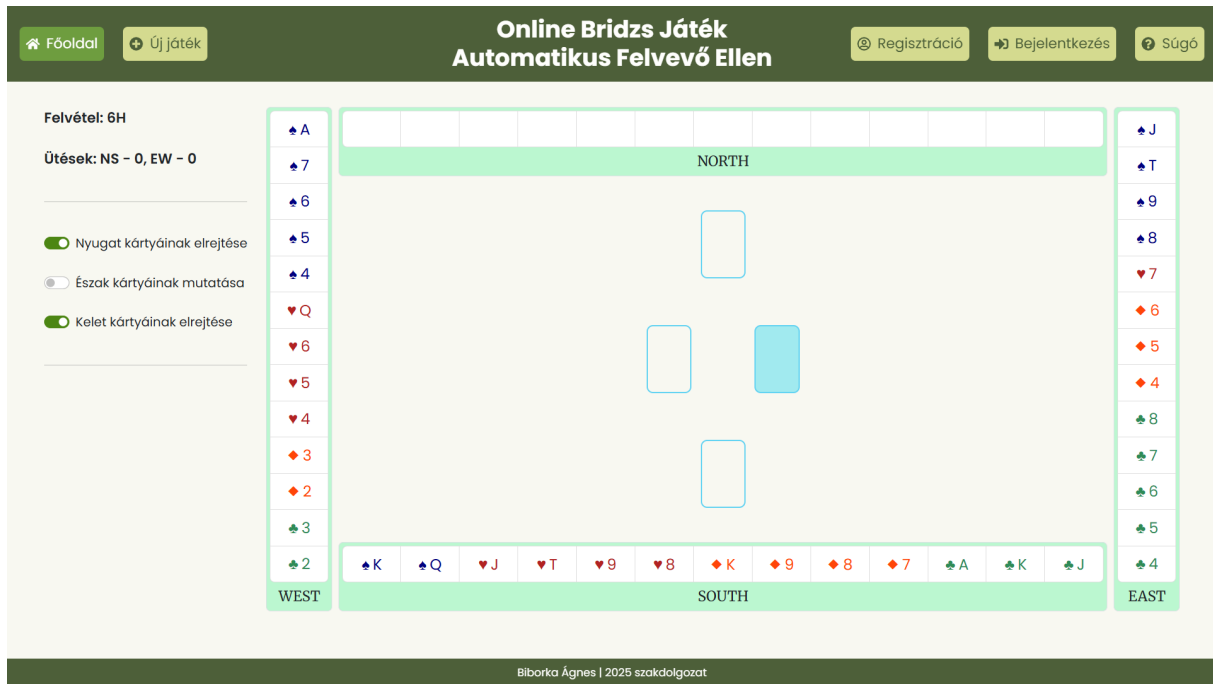 Főoldal
Új játék
Online Bridzs Játék
Automatikus Felvevő Ellen
Regisztráció
Bejelentkezés
Súgó
Felvétel: 6H
Ütések: NS - 0, EW - 0
Nyugat kártyáinak elrejtése
Észak kártyáinak mutatása
Kelet kártyáinak elrejtése
♠ A
♠ 7
♠ 6
♠ 5
♠ 4
♥ Q
♥ 6
♥ 5
♥ 4
♦ 3
♦ 2
♣ 3
♣ 2
WEST
NORTH
♠ K ♠ Q ♥ J ♥ T ♥ 9 ♥ 8 ♦ K ♦ 9 ♦ 8 ♦ 7 ♣ A ♣ K ♣ J
SOUTH
♠ J
♠ T
♠ 9
♠ 8
♥ 7
♦ 6
♦ 5
♦ 4
♣ 8
♣ 7
♣ 6
♣ 5
♣ 4
EAST
Biborka Ágnes | 2025 szakdolgozat